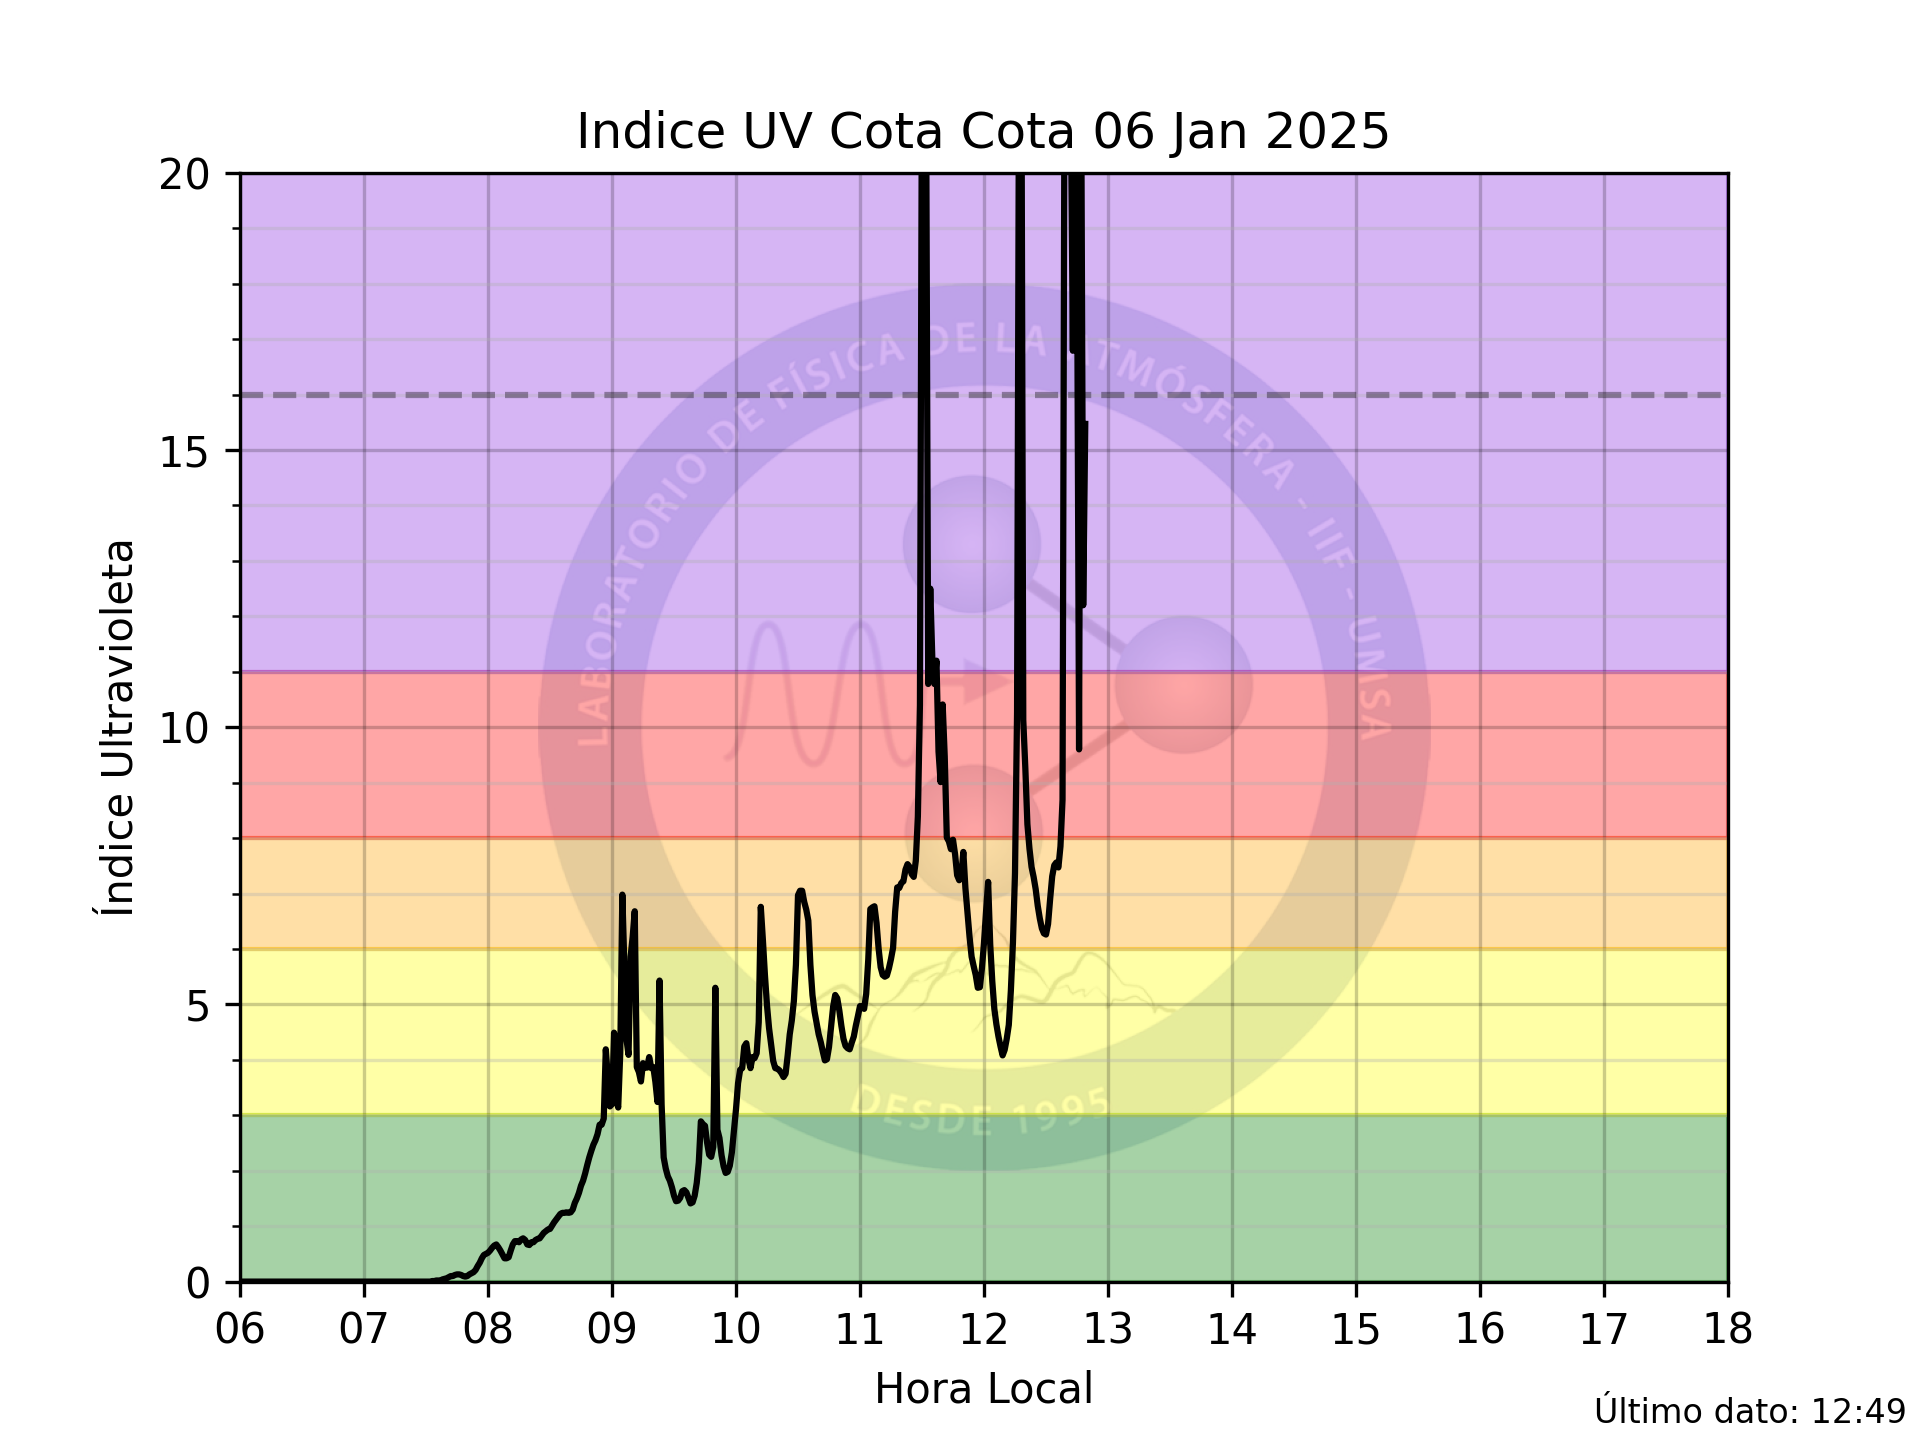 Indice UV Cota Cota 06 Jan 2025
20
15
10
5
0
Índice Ultravioleta
LABORATORIO DE FÍSICA DE LA ATMÓSFERA - IIF - UMSA
DESDE 1995
06 07 08 09 10 11 12 13 14 15 16 17 18
Hora Local
Último dato: 12:49